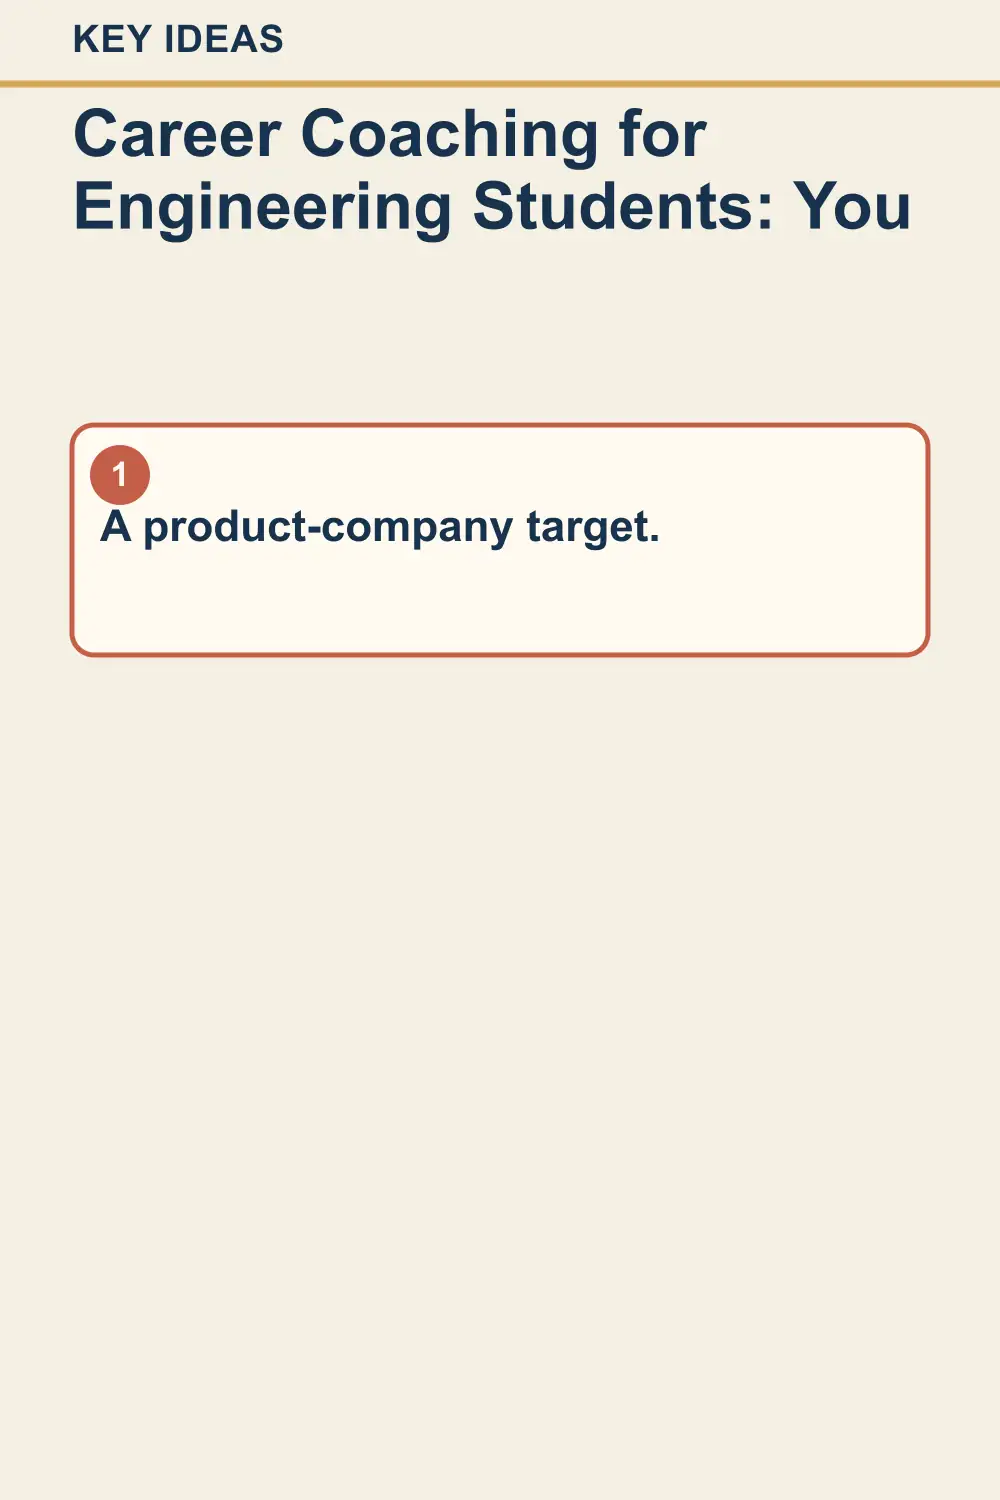 KEY IDEAS
Career Coaching for
Engineering Students: You
1
A product-company target.